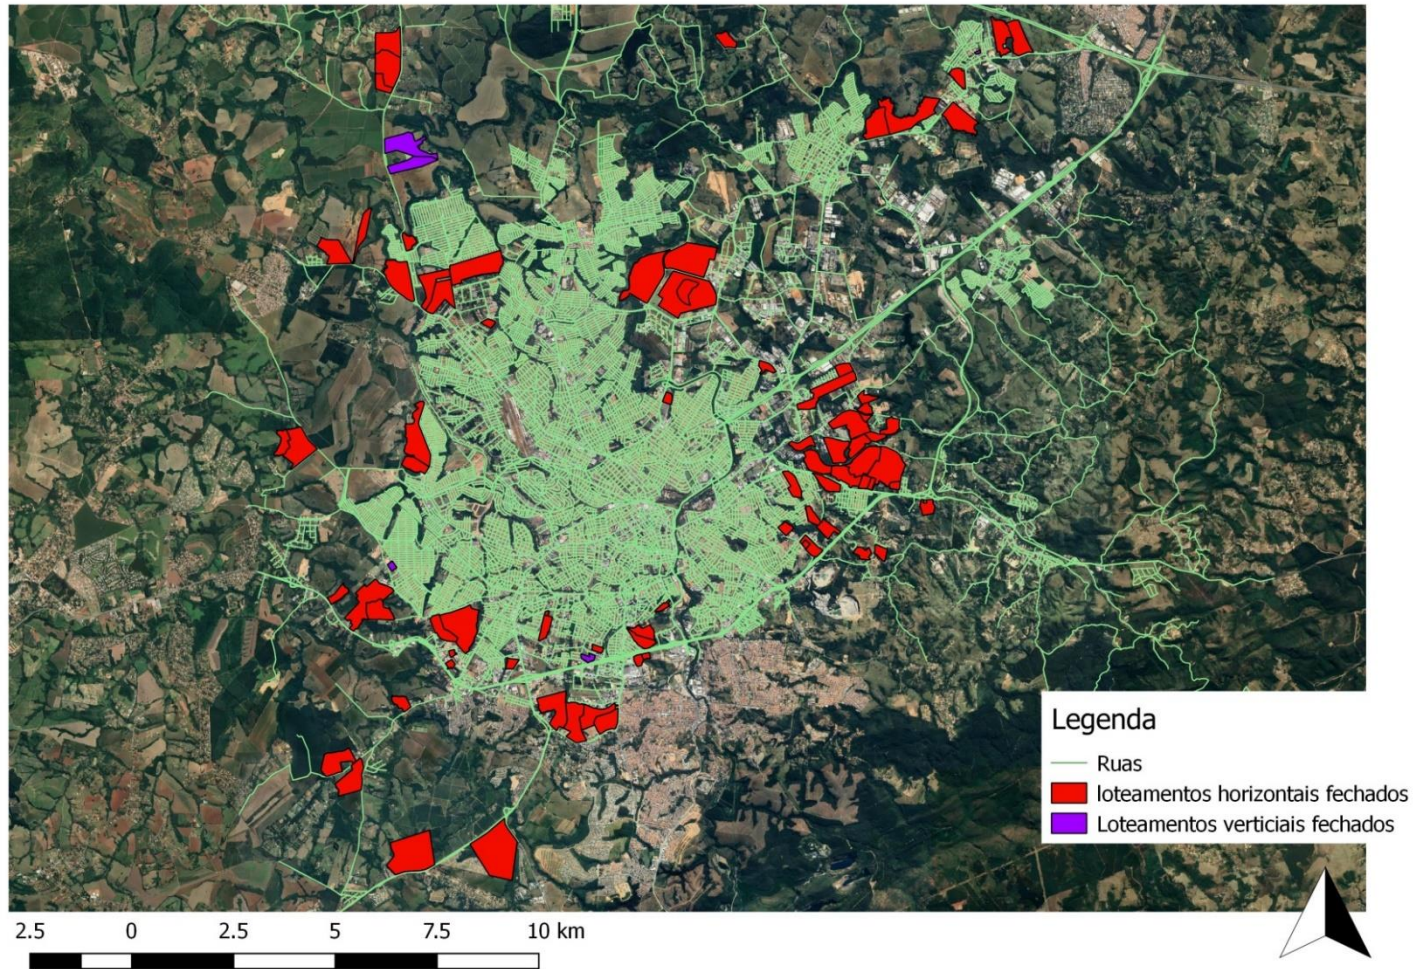 Legenda
Ruas
loteamentos horizontais fechados
Loteamentos verticiais fechados
2.5 0 2.5 5 7.5 10 km